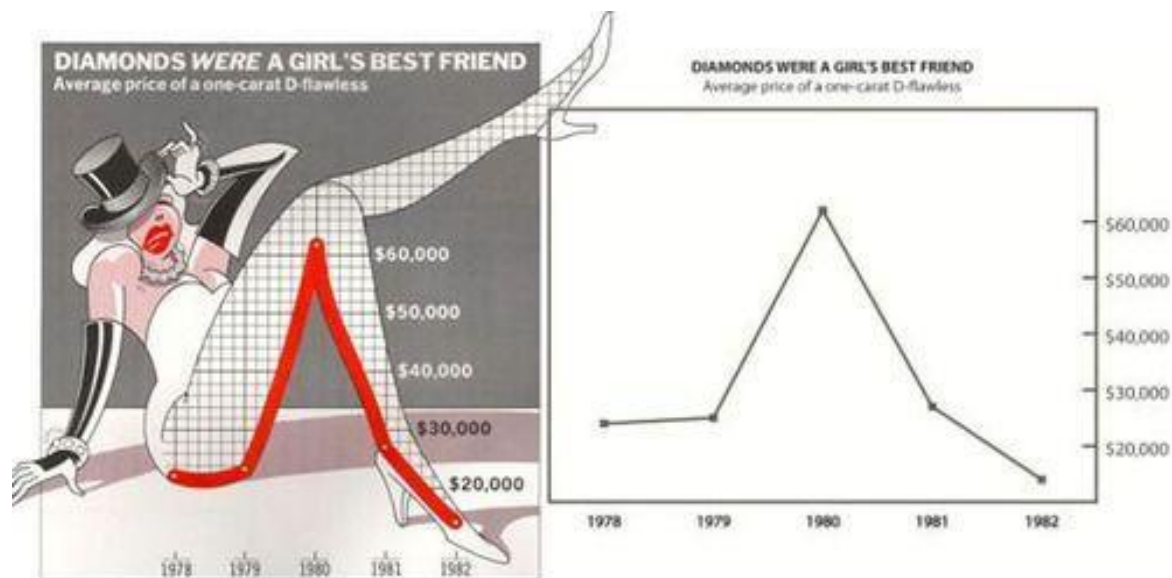 DIAMONDS WERE A GIRL'S BEST FRIEND
Average price of a one-carat D-flawless
$60,000
$50,000
$40,000
$30,000
$20,000
1978 1979 1980 1981 1982
DIAMONDS WERE A GIRL'S BEST FRIEND
Average price of a one-carat D-flawless
$60,000
$50,000
$40,000
$30,000
$20,000
1978 1979 1980 1981 1982